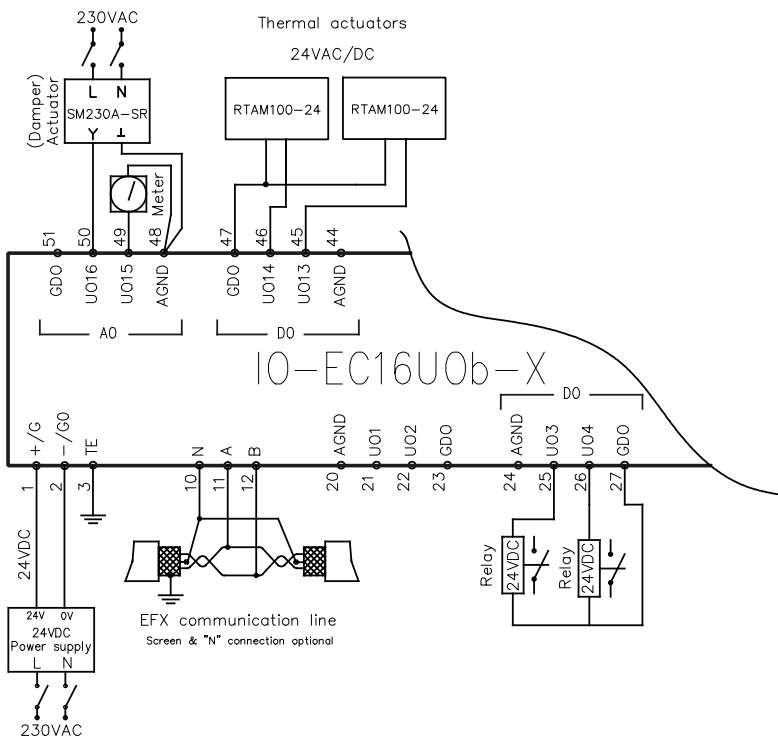 230VAC
L N
SM230A-SR
Y ⊥
(Damper)
Actuator
Meter
Thermal actuators
24VAC/DC
RTAM100-24
RTAM100-24
51
50
49
48
47
46
45
44
GDO
UO16
UO15
AGND
GDO
UO14
UO13
AGND
AO
DO
IO-EC16UOb-X
DO
+/G
-/G0
TE
N
A
B
AGND
UO1
UO2
GDO
AGND
UO3
UO4
GDO
1
2
3
10
11
12
20
21
22
23
24
25
26
27
24VDC
24V 0V
24VDC
Power supply
L N
230VAC
EFX communication line
Screen & "N" connection optional
Relay
24VDC
Relay
24VDC